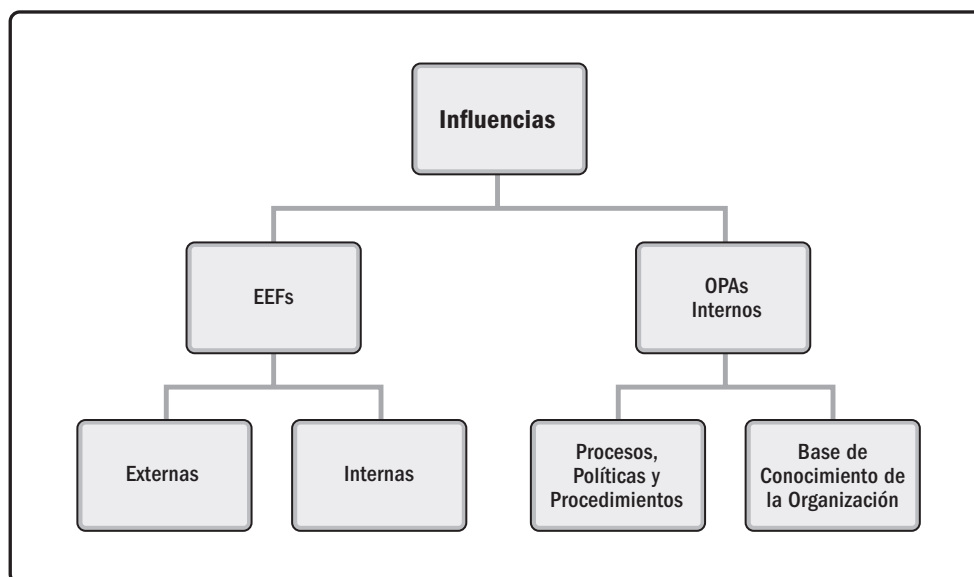 Influencias
EEFs
OPAs
Internos
Externas
Internas
Procesos,
Políticas y
Procedimientos
Base de
Conocimiento de
la Organización